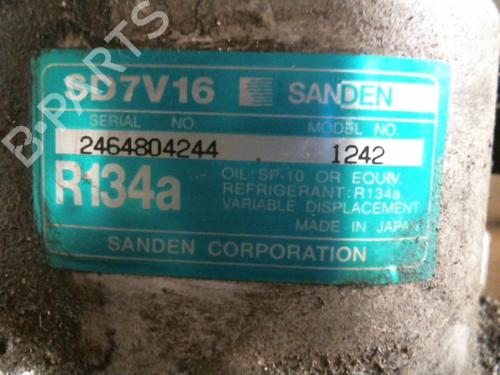 SD7V16 SANDEN
SERIAL NO MODEL NO.
2464804244 1242
R134a
OIL: SP-10 OR EQUIV.
REFRIGERANT: R134a
VARIABLE DISPLACEMENT
MADE IN JAPAN
SANDEN CORPORATION
B-PARTS